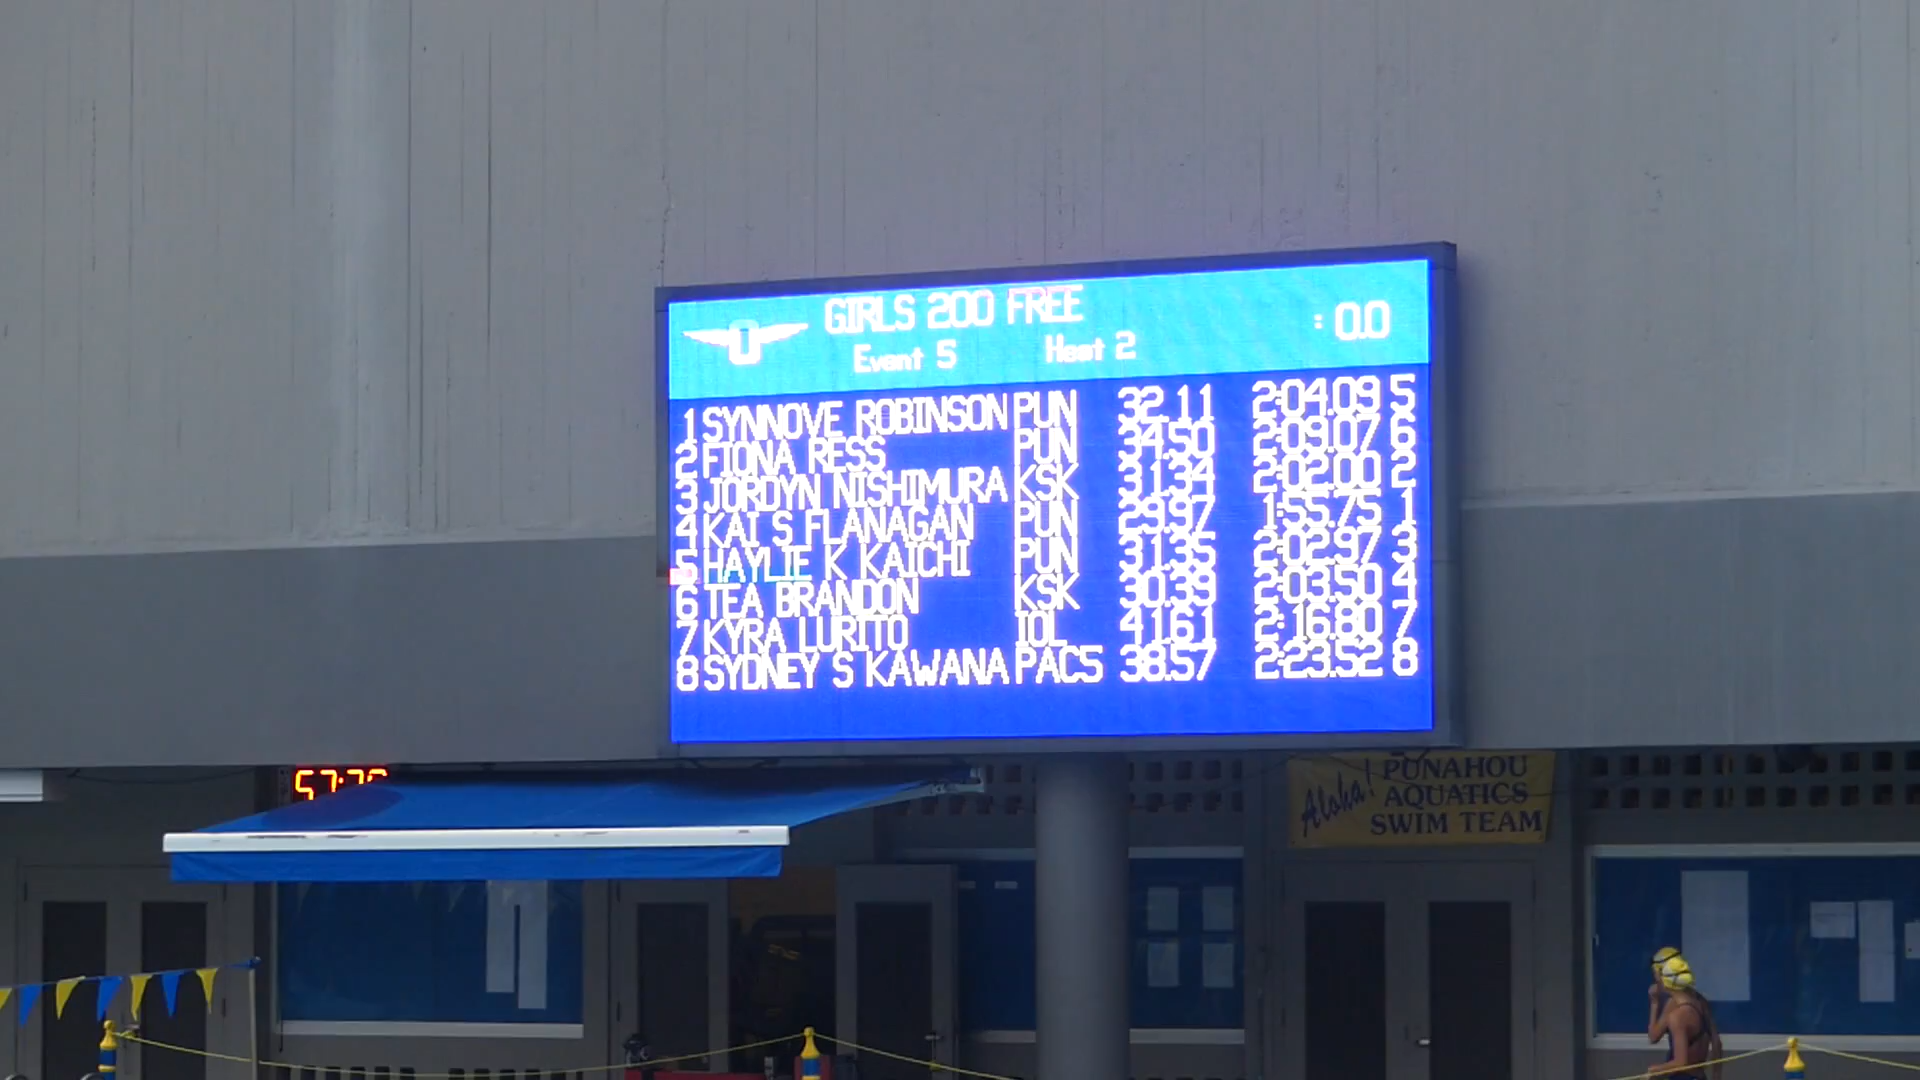 GIRLS 200 FREE
Event 5 Heat 2 : 0.0
1 SYNNOVE ROBINSON PUN 32.11 2:04.09 5
2 FIONA RESS PUN 34.50 2:09.07 6
3 JORDYN NISHIMURA KSK 31.34 2:02.00 2
4 KAI S FLANAGAN PUN 29.97 1:55.75 1
5 HAYLIE K KAICHI PUN 31.35 2:02.97 3
6 TEA BRANDON KSK 30.39 2:03.50 4
7 KYRA LURITO IOL 41.61 2:16.80 7
8 SYDNEY S KAWANA PAC5 38.57 2:23.52 8
Aloha!
PUNAHOU
AQUATICS
SWIM TEAM